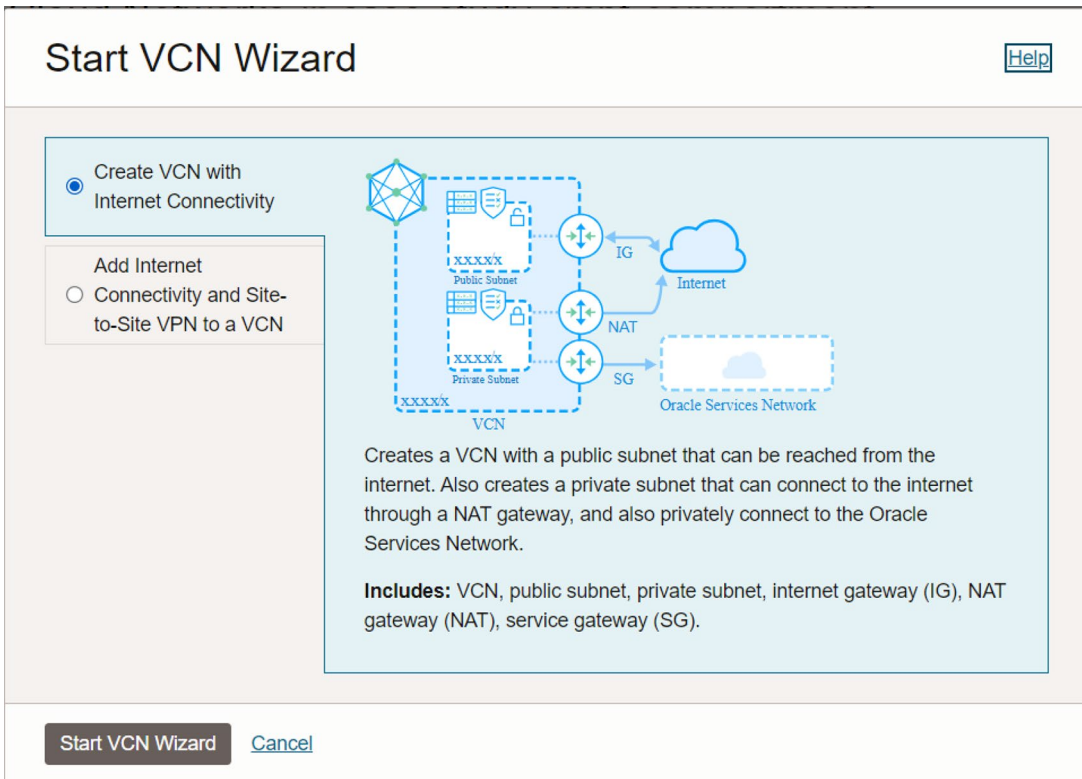 Start VCN Wizard
Help
Create VCN with
Internet Connectivity
Add Internet
Connectivity and Site-
to-Site VPN to a VCN
xxxx/x
Public Subnet
IG
Internet
xxxx/x
Private Subnet
NAT
SG
Oracle Services Network
xxxx/x
VCN
Creates a VCN with a public subnet that can be reached from the
internet. Also creates a private subnet that can connect to the internet
through a NAT gateway, and also privately connect to the Oracle
Services Network.
Includes: VCN, public subnet, private subnet, internet gateway (IG), NAT
gateway (NAT), service gateway (SG).
Start VCN Wizard
Cancel